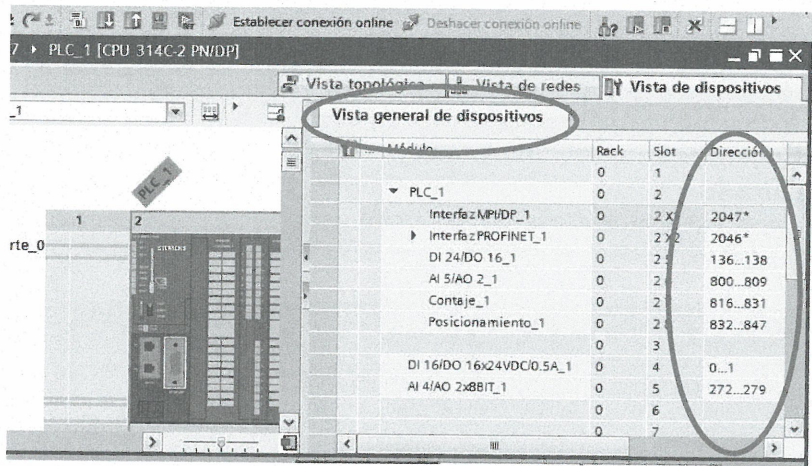 Establecer conexión online Deshacer conexión online
7 ▸ PLC_1 [CPU 314C-2 PN/DP]
Vista topológica Vista de redes Vista de dispositivos
_1
Vista general de dispositivos
... Módulo Rack Slot Dirección I
0 1
PLC_1 0 2
Interfaz MPI/DP_1 0 2 X1 2047*
Interfaz PROFINET_1 0 2 X2 2046*
DI 24/DO 16_1 0 2 5 136...138
AI 5/AO 2_1 0 2 6 800...809
Contaje_1 0 2 7 816...831
Posicionamiento_1 0 2 8 832...847
0 3
DI 16/DO 16x24VDC/0.5A_1 0 4 0...1
AI 4/AO 2x8BIT_1 0 5 272...279
0 6
0 7
PLC_1
1 2
rte_0
SIEMENS